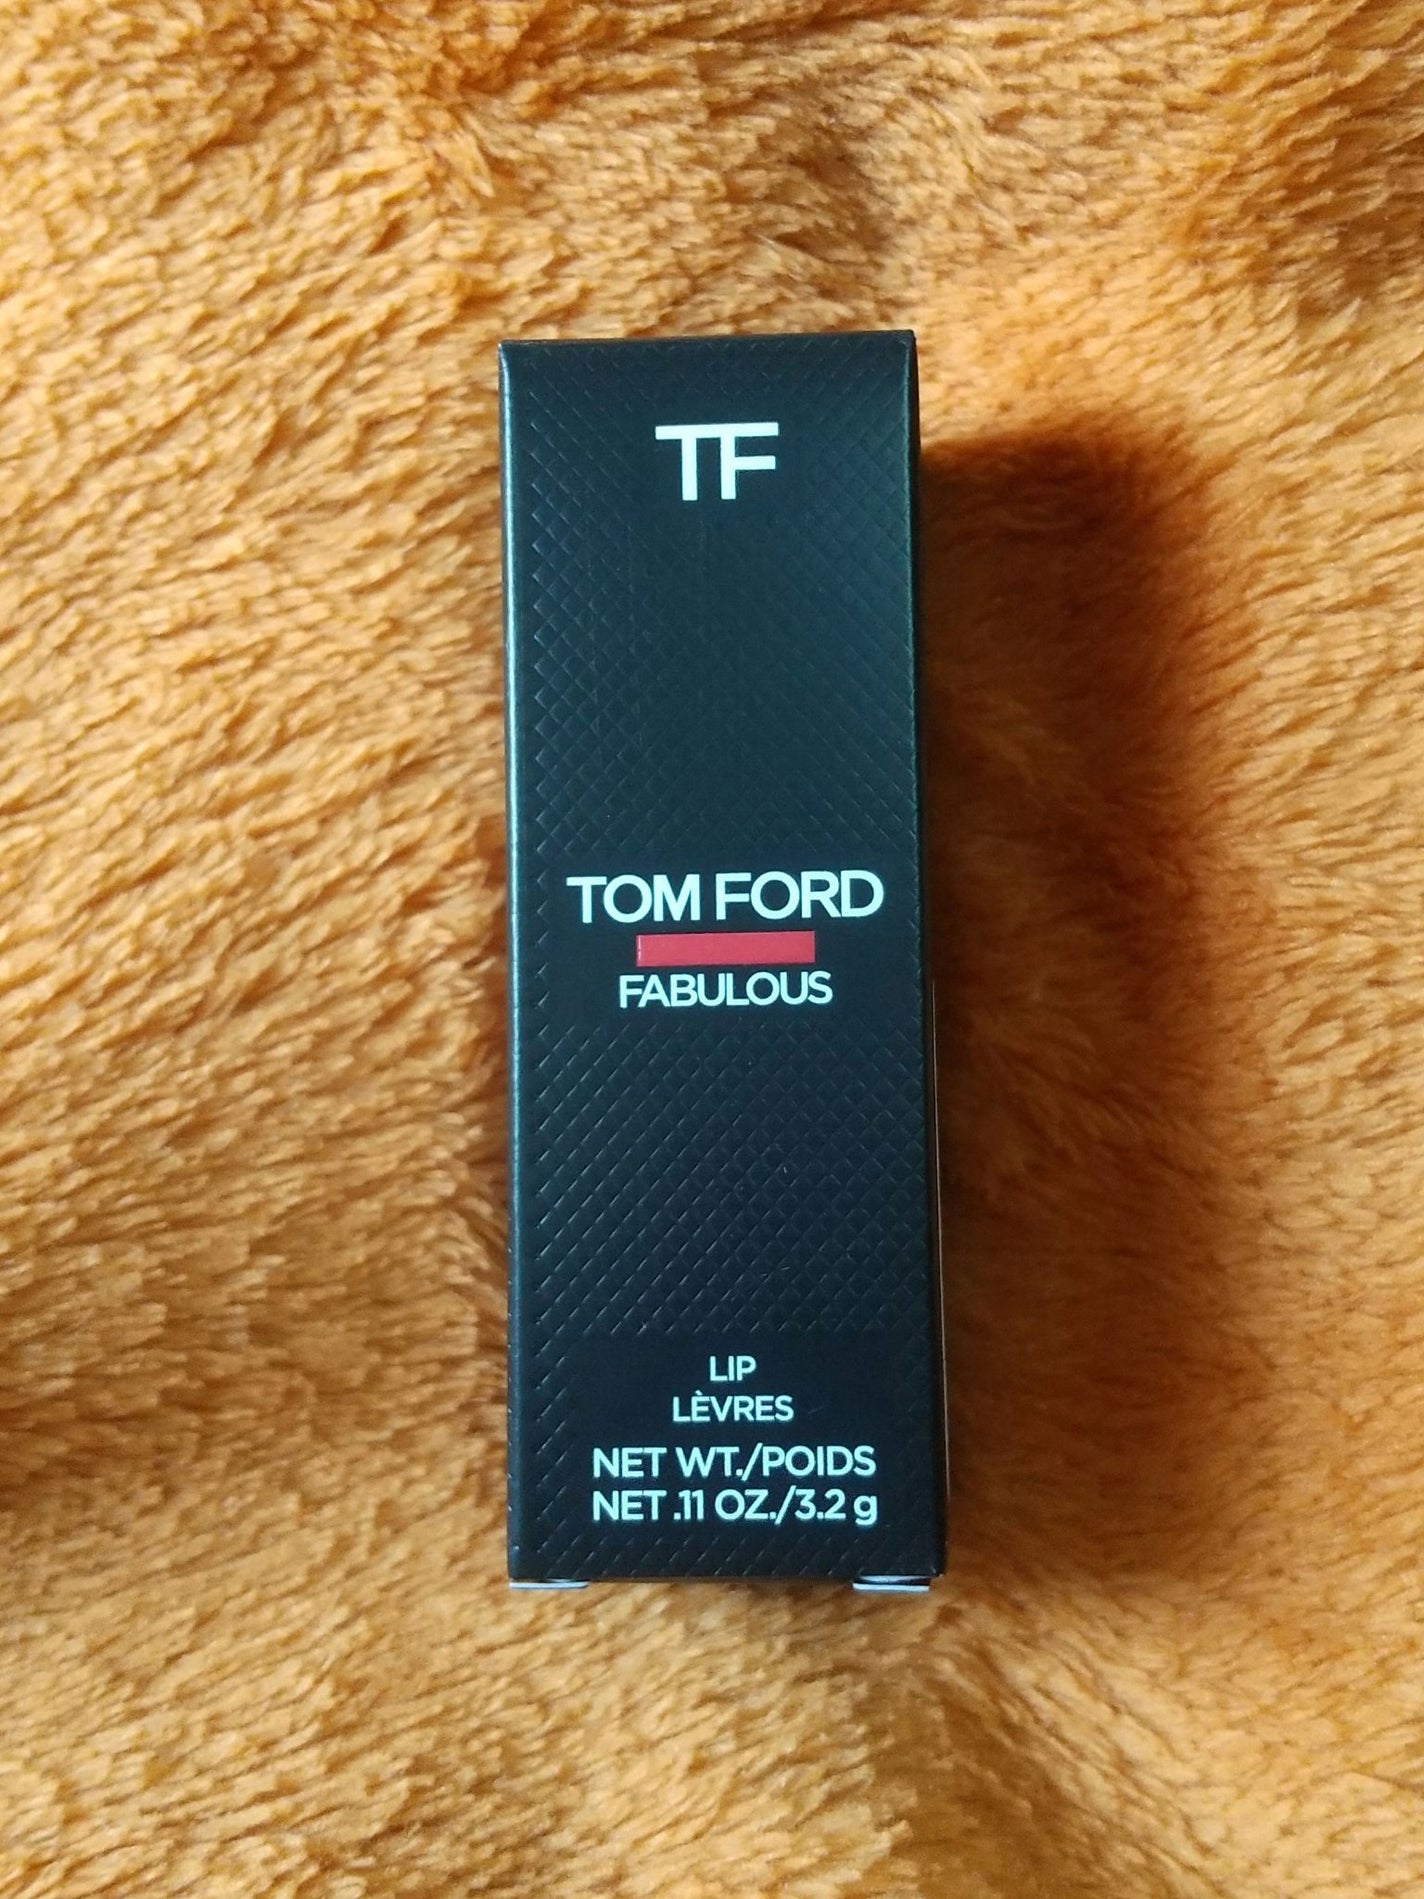 TF
TOM FORD
FABULOUS
LIP
LÈVRES
NET WT./POIDS
NET .11 OZ./3.2 g